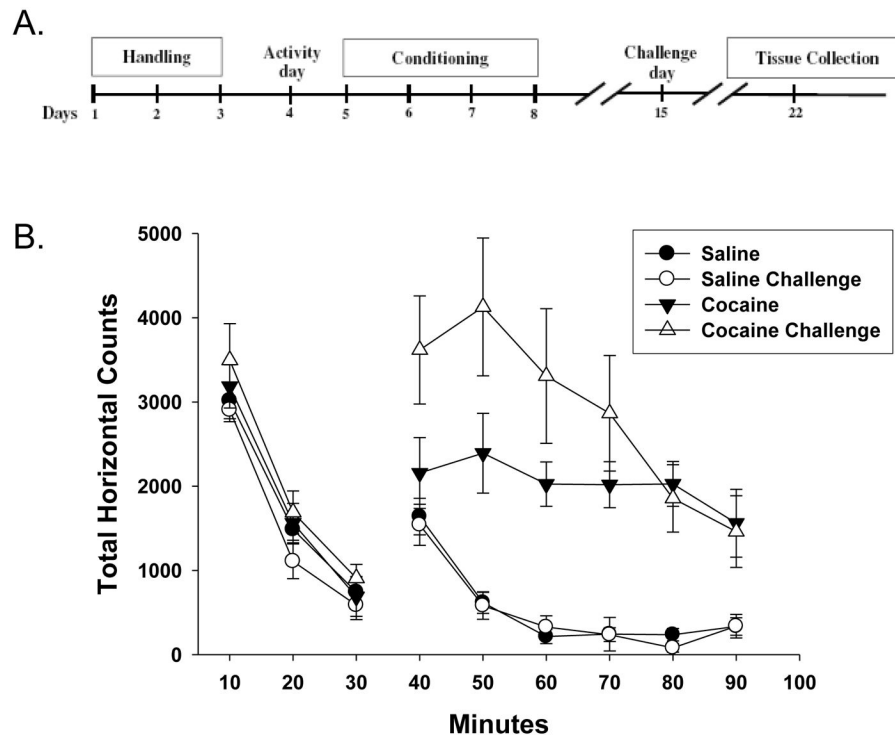 A.
Handling
Activity
day
Conditioning
Challenge
day
Tissue Collection
Days 1 2 3 4 5 6 7 8 15 22
B.
5000
4000
3000
2000
1000
0
Total Horizontal Counts
Saline
Saline Challenge
Cocaine
Cocaine Challenge
10 20 30 40 50 60 70 80 90 100
Minutes